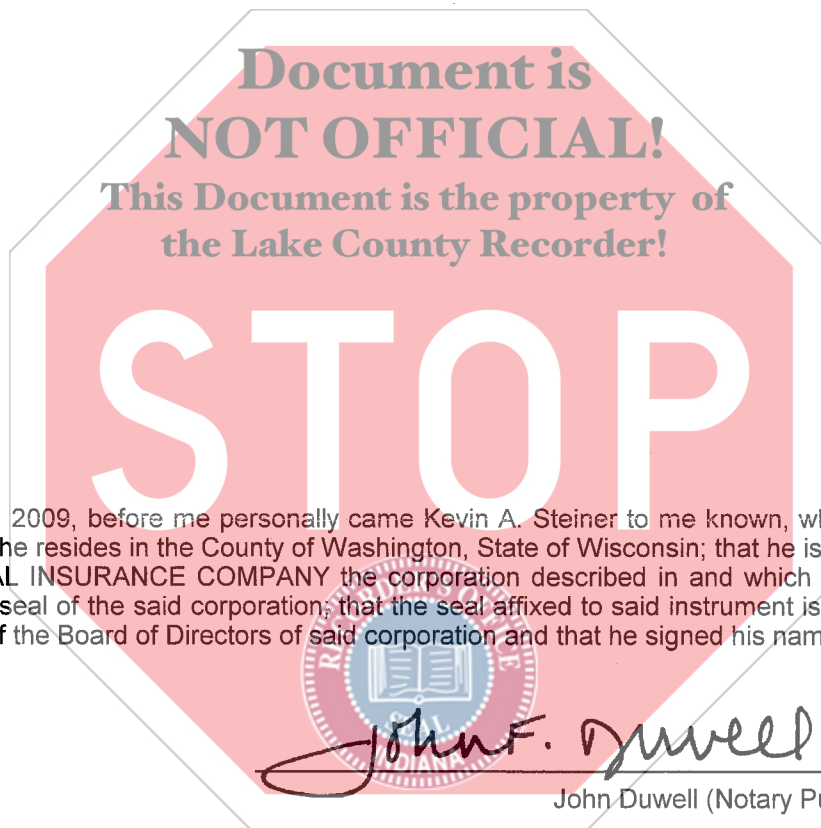 Document is
NOT OFFICIAL!
This Document is the property of
the Lake County Recorder!
STOP
2009, before me personally came Kevin A. Steiner to me known, wh
he resides in the County of Washington, State of Wisconsin; that he is
AL INSURANCE COMPANY the corporation described in and which
seal of the said corporation; that the seal affixed to said instrument is
f the Board of Directors of said corporation and that he signed his nam
RECORDER'S OFFICE
SEAL
INDIANA
John F. Duwell
John Duwell (Notary Pu